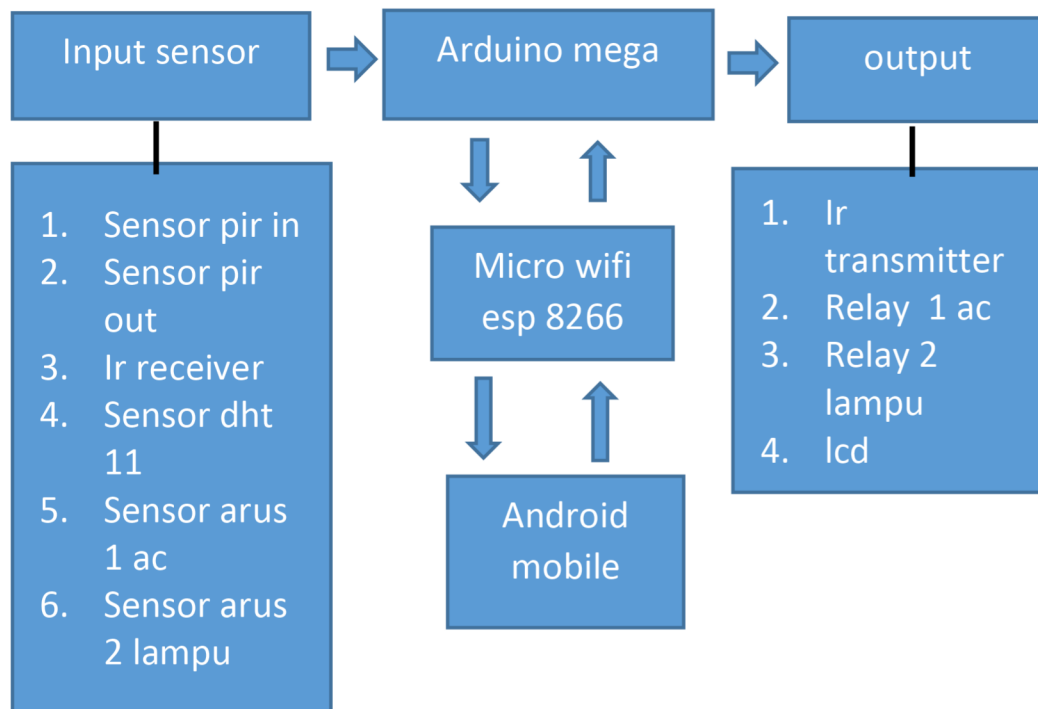 Input sensor
Arduino mega
output
1. Sensor pir in
2. Sensor pir
out
3. Ir receiver
4. Sensor dht
11
5. Sensor arus
1 ac
6. Sensor arus
2 lampu
Micro wifi
esp 8266
Android
mobile
1. Ir
transmitter
2. Relay 1 ac
3. Relay 2
lampu
4. lcd